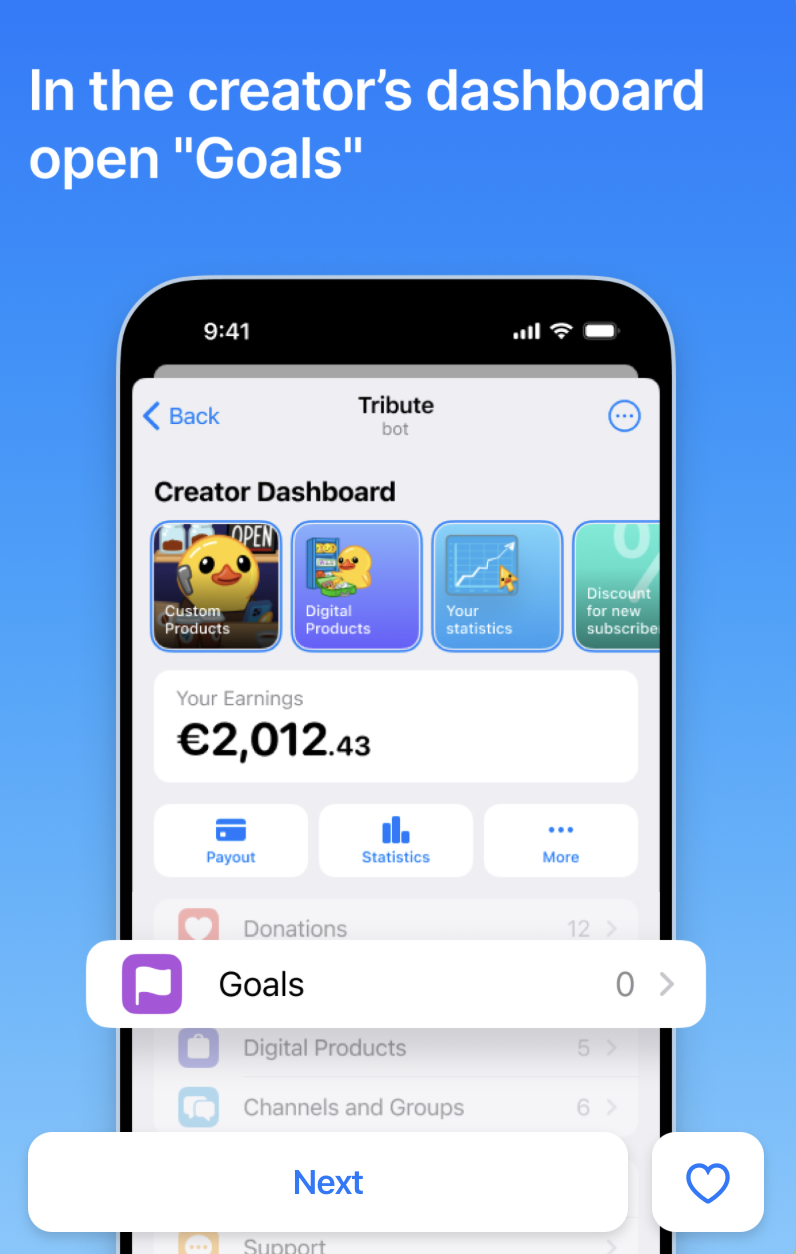 In the creator’s dashboard
open "Goals"
9:41
Back
Tribute
bot
Creator Dashboard
OPEN
Custom
Products
Digital
Products
Your
statistics
%
Discount
for new
subscribe
Your Earnings
€2,012.43
Payout
Statistics
More
Donations 12
Goals 0
Digital Products 5
Channels and Groups 6
Next
Support